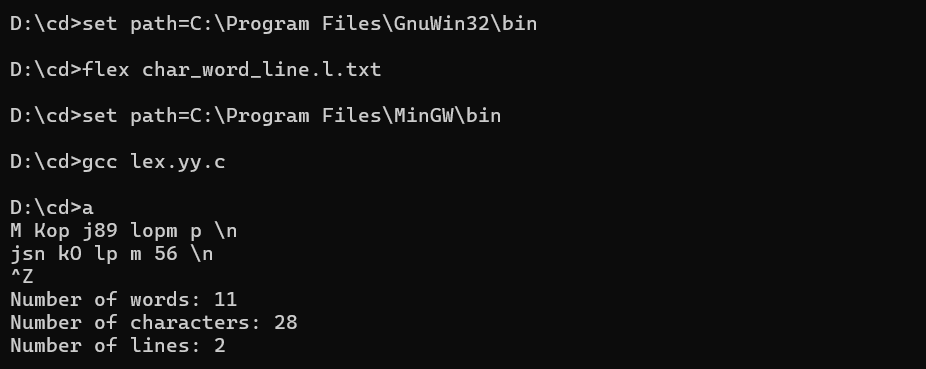 D:\cd>set path=C:\Program Files\GnuWin32\bin
D:\cd>flex char_word_line.l.txt
D:\cd>set path=C:\Program Files\MinGW\bin
D:\cd>gcc lex.yy.c
D:\cd>a
M Kop j89 lopm p \n
jsn kO lp m 56 \n
^Z
Number of words: 11
Number of characters: 28
Number of lines: 2